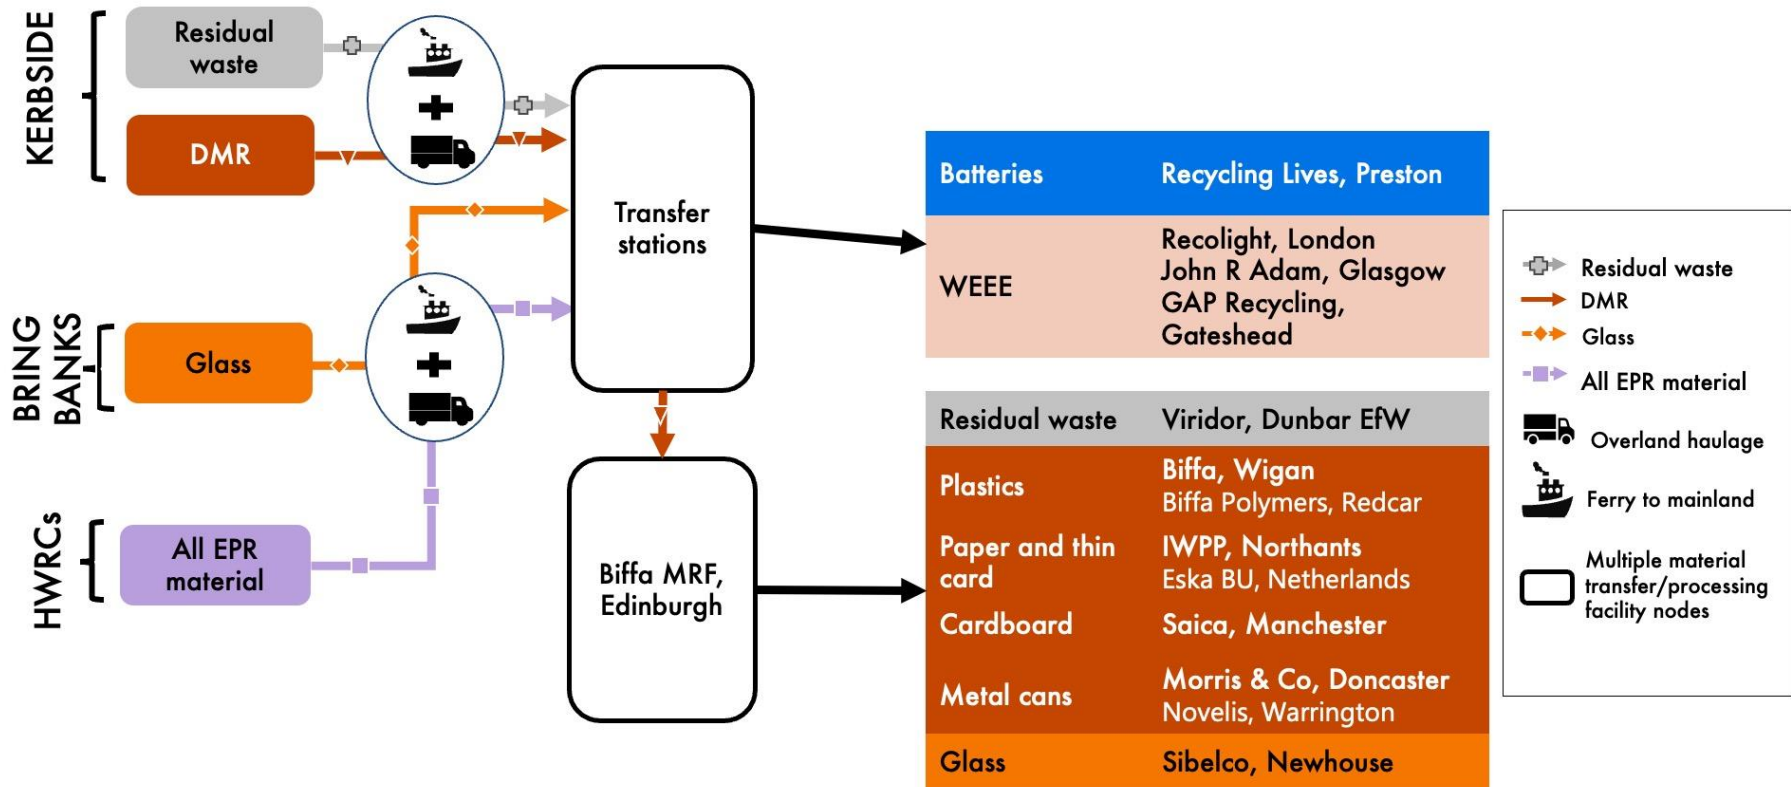 KERBSIDE
Residual
waste
DMR
BRING
BANKS
Glass
HWRCs
All EPR
material
Transfer
stations
Biffa MRF,
Edinburgh
Batteries Recycling Lives, Preston
WEEE
Recolight, London
John R Adam, Glasgow
GAP Recycling,
Gateshead
Residual waste Viridor, Dunbar EfW
Plastics
Biffa, Wigan
Biffa Polymers, Redcar
Paper and thin
card
IWPP, Northants
Eska BU, Netherlands
Cardboard Saica, Manchester
Metal cans
Morris & Co, Doncaster
Novelis, Warrington
Glass Sibelco, Newhouse
Residual waste
DMR
Glass
All EPR material
Overland haulage
Ferry to mainland
Multiple material
transfer/processing
facility nodes